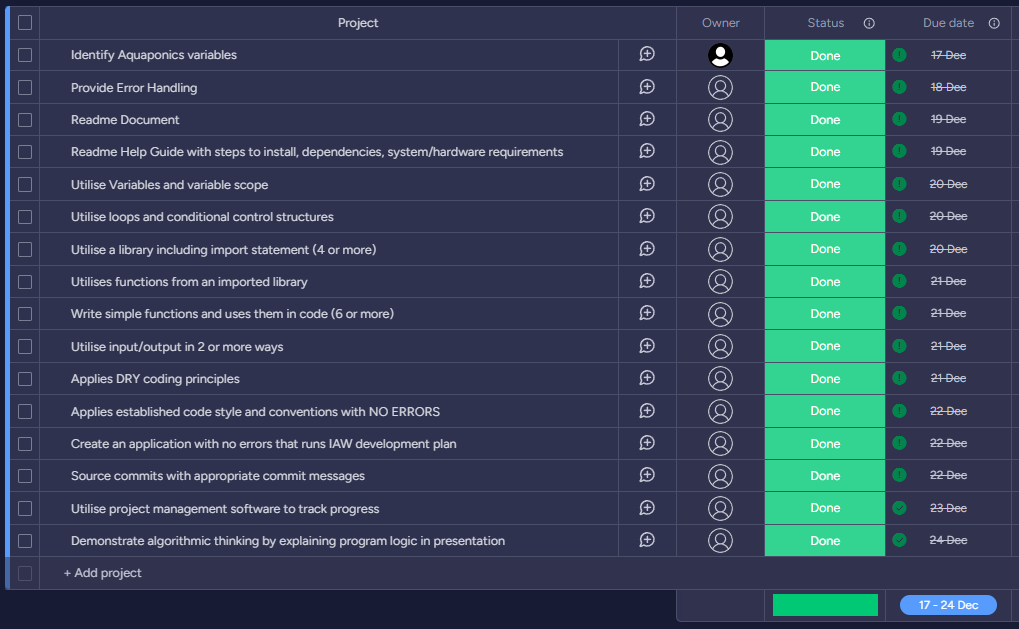 Project Owner Status Due date
Identify Aquaponics variables Done 17 Dec
Provide Error Handling Done 18 Dec
Readme Document Done 19 Dec
Readme Help Guide with steps to install, dependencies, system/hardware requirements Done 19 Dec
Utilise Variables and variable scope Done 20 Dec
Utilise loops and conditional control structures Done 20 Dec
Utilise a library including import statement (4 or more) Done 20 Dec
Utilises functions from an imported library Done 21 Dec
Write simple functions and uses them in code (6 or more) Done 21 Dec
Utilise input/output in 2 or more ways Done 21 Dec
Applies DRY coding principles Done 21 Dec
Applies established code style and conventions with NO ERRORS Done 22 Dec
Create an application with no errors that runs IAW development plan Done 22 Dec
Source commits with appropriate commit messages Done 22 Dec
Utilise project management software to track progress Done 23 Dec
Demonstrate algorithmic thinking by explaining program logic in presentation Done 24 Dec
+ Add project
17 - 24 Dec